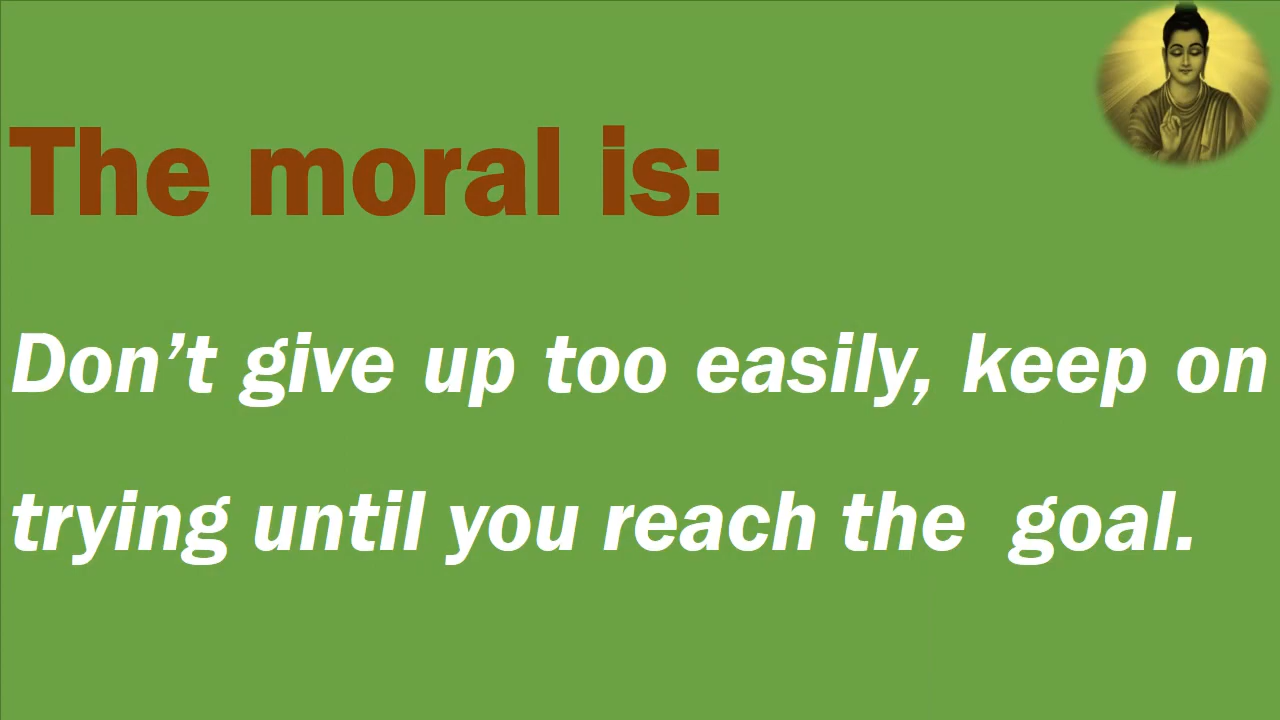 The moral is:
Don’t give up too easily, keep on
trying until you reach the  goal.